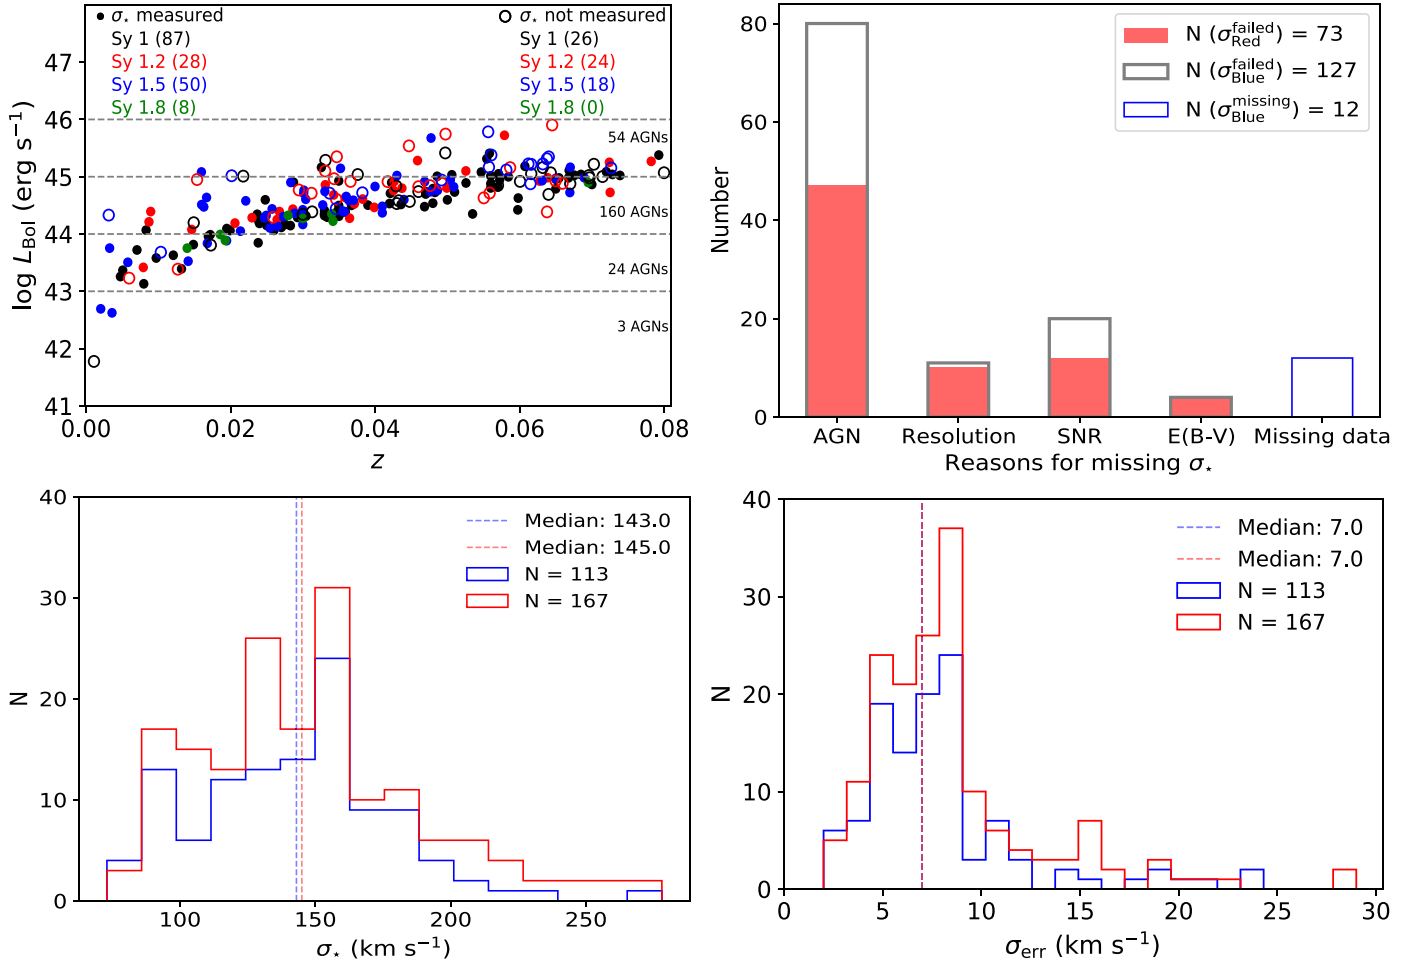 σ⋆ measured
Sy 1 (87)
Sy 1.2 (28)
Sy 1.5 (50)
Sy 1.8 (8)
σ⋆ not measured
Sy 1 (26)
Sy 1.2 (24)
Sy 1.5 (18)
Sy 1.8 (0)
54 AGNs
160 AGNs
24 AGNs
3 AGNs
47
46
45
44
43
42
41
log L_Bol (erg s⁻¹)
0.00 0.02 0.04 0.06 0.08
z
N (σ_Red^failed) = 73
N (σ_Blue^failed) = 127
N (σ_Blue^missing) = 12
80
60
40
20
0
Number
AGN Resolution SNR E(B-V) Missing data
Reasons for missing σ⋆
Median: 143.0
Median: 145.0
N = 113
N = 167
40
30
20
10
0
N
100 150 200 250
σ⋆ (km s⁻¹)
Median: 7.0
Median: 7.0
N = 113
N = 167
40
30
20
10
0
N
0 5 10 15 20 25 30
σ_err (km s⁻¹)